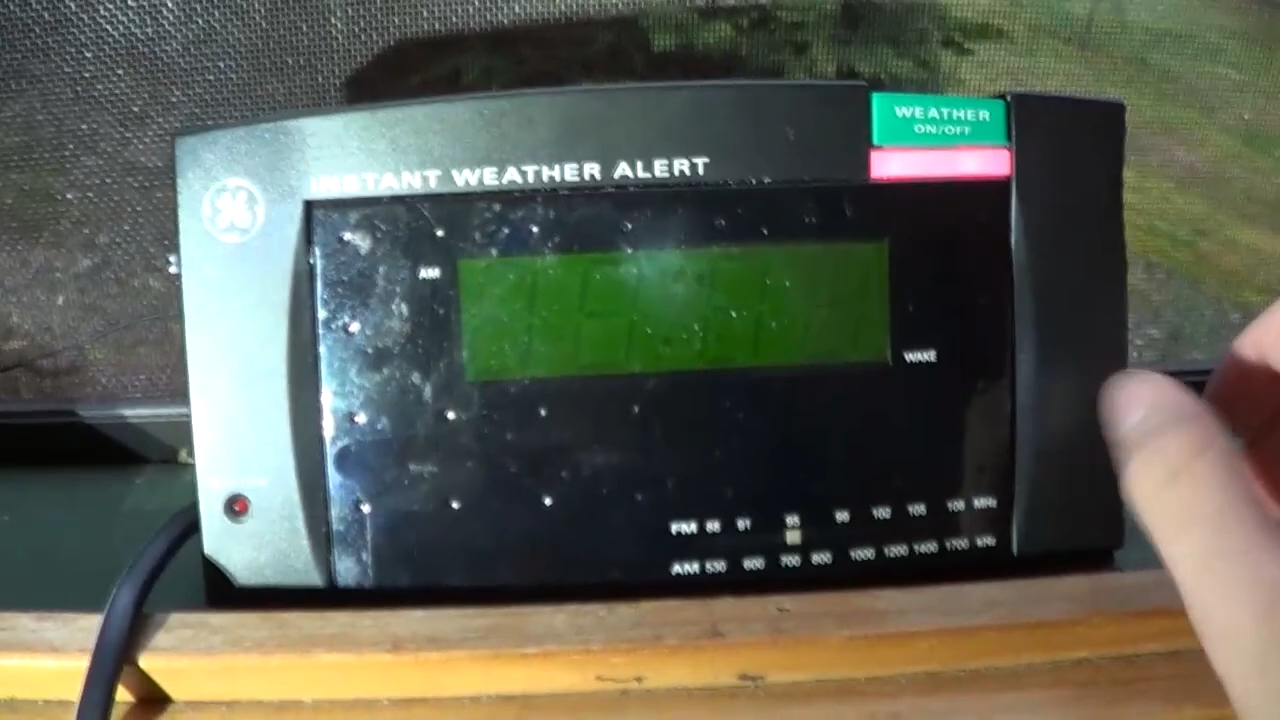 WEATHER
ON/OFF
INSTANT WEATHER ALERT
GE
AM
WAKE
FM 88 91 95 98 102 105 108 MHz
AM 530 600 700 800 1000 1200 1400 1700 kHz